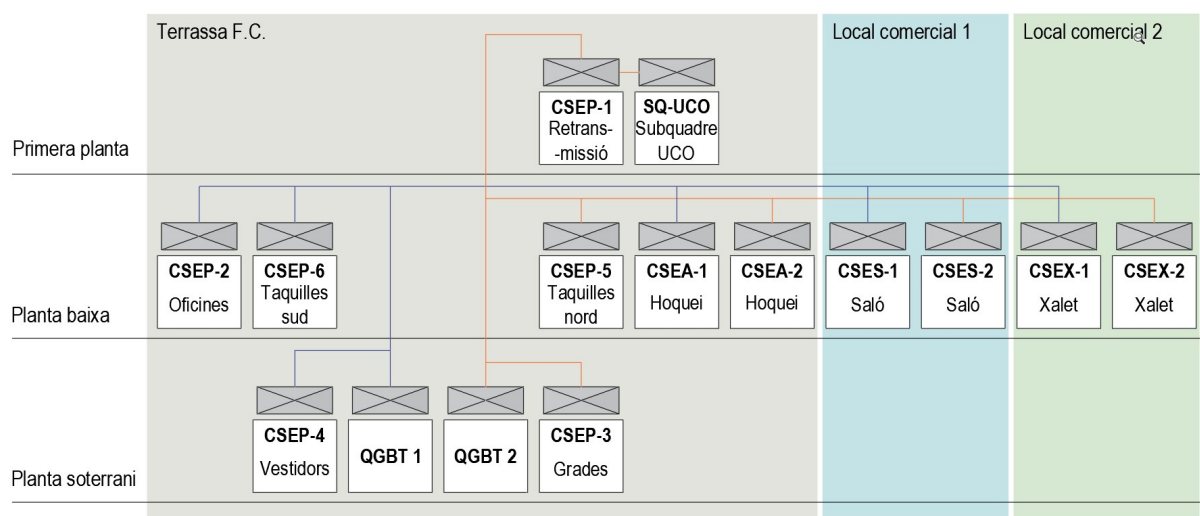 Terrassa F.C.
Local comercial 1
Local comercial 2
CSEP-1
Retrans-
-missió
SQ-UCO
Subquadre
UCO
Primera planta
CSEP-2
Oficines
CSEP-6
Taquilles
sud
CSEP-5
Taquilles
nord
CSEA-1
Hoquei
CSEA-2
Hoquei
CSES-1
Saló
CSES-2
Saló
CSEX-1
Xalet
CSEX-2
Xalet
Planta baixa
CSEP-4
Vestidors
QGBT 1
QGBT 2
CSEP-3
Grades
Planta soterrani